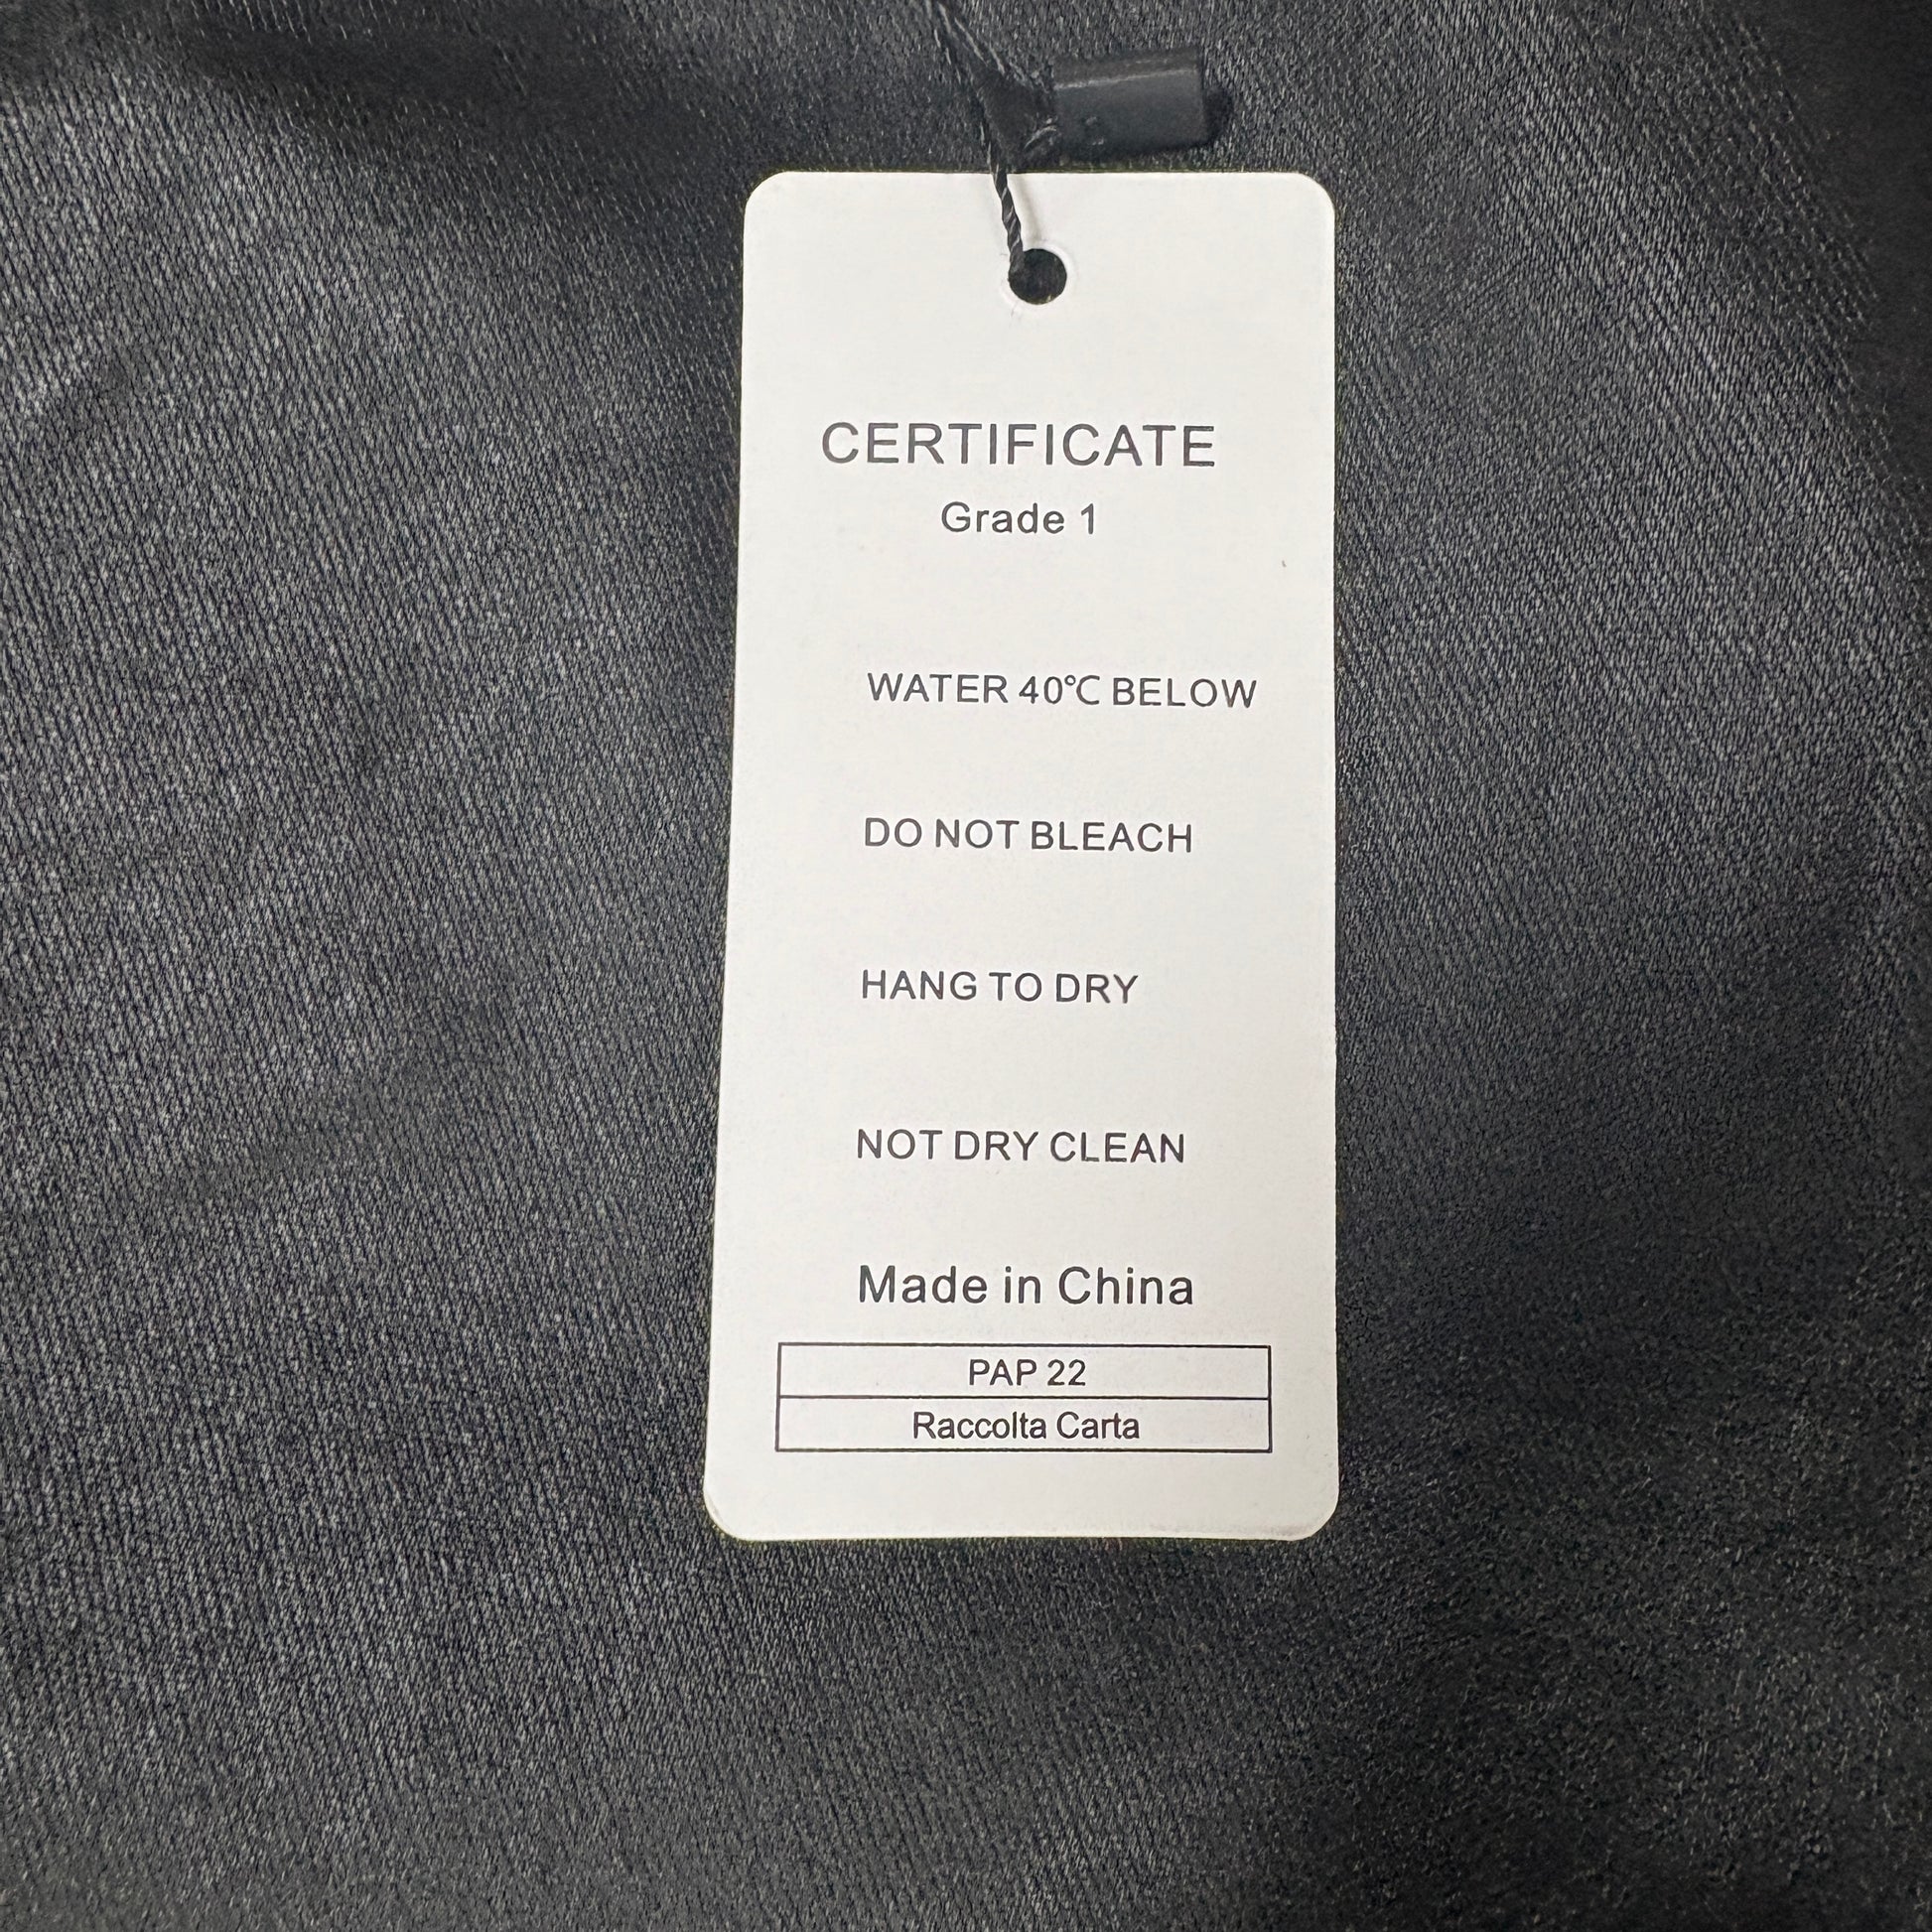 CERTIFICATE
Grade 1
WATER 40℃ BELOW
DO NOT BLEACH
HANG TO DRY
NOT DRY CLEAN
Made in China
PAP 22
Raccolta Carta